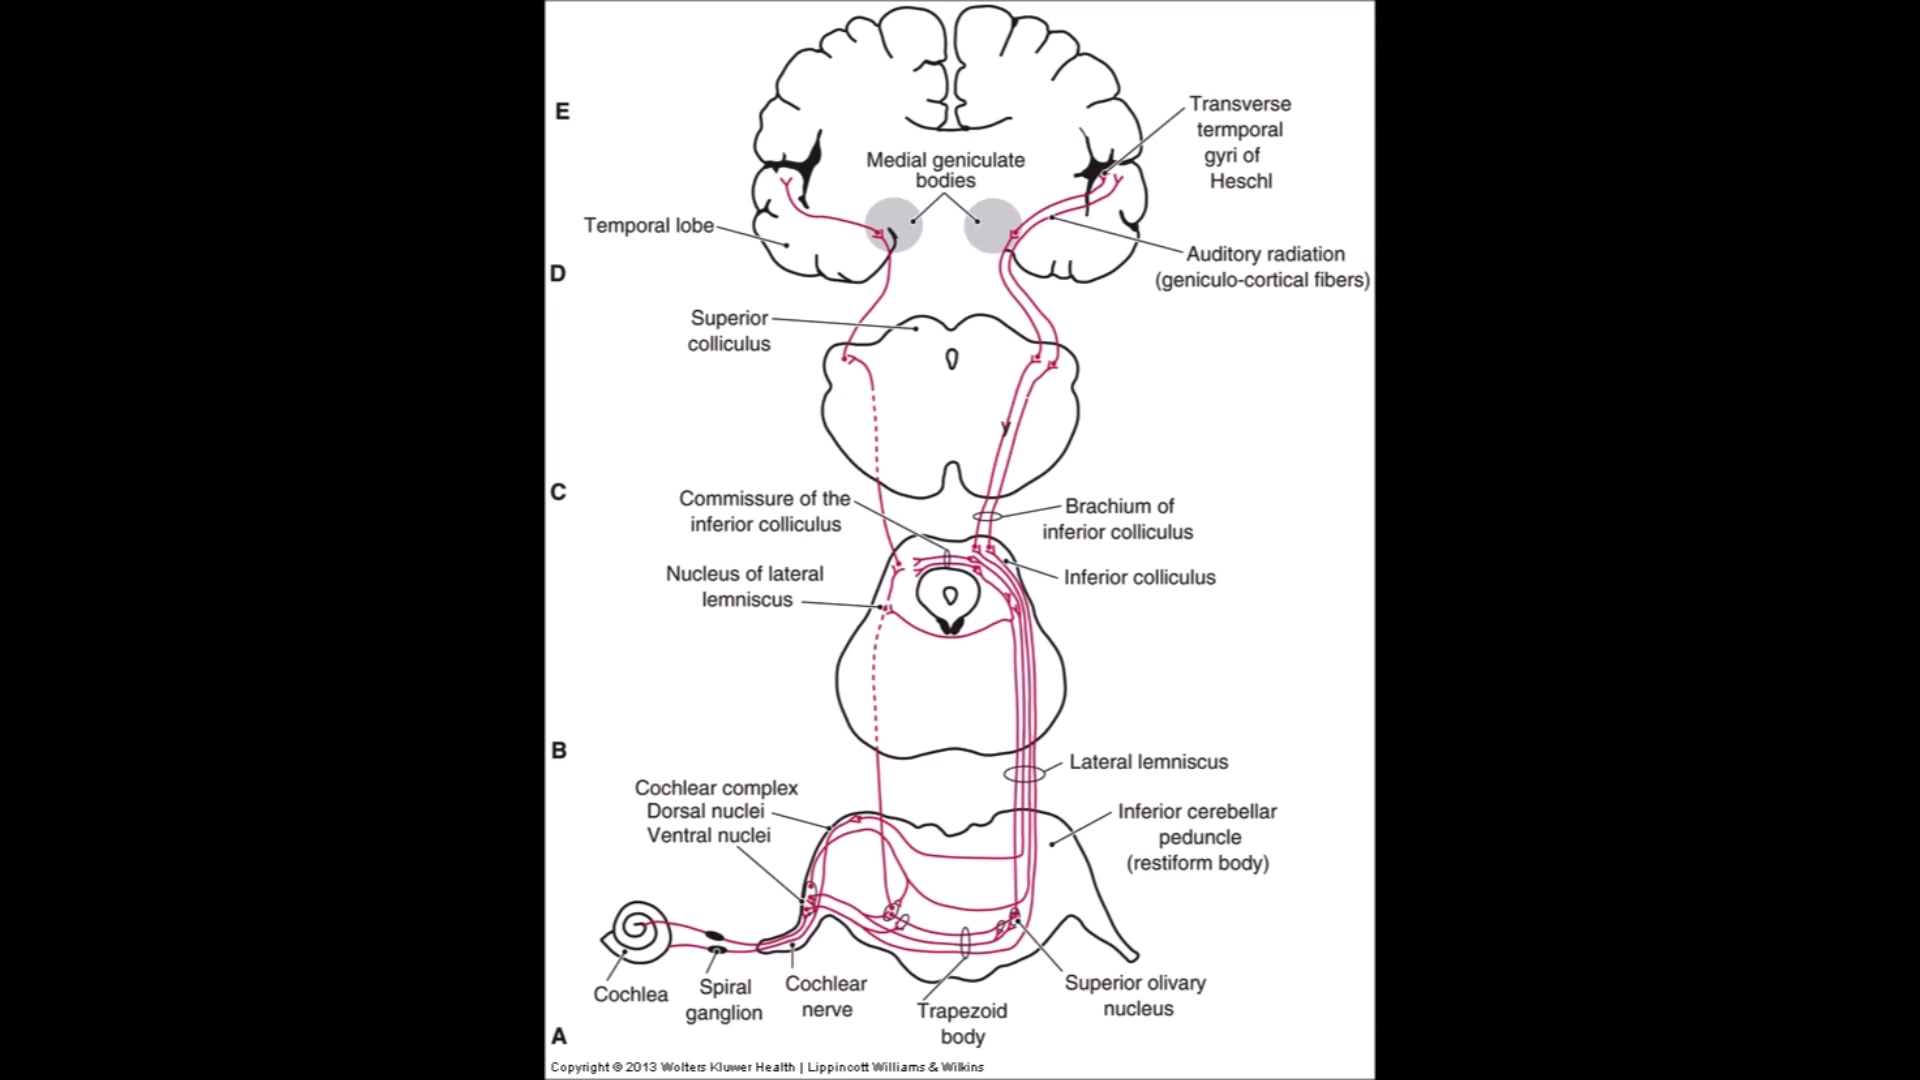 E
Transverse
termporal
gyri of
Heschl
Medial geniculate
bodies
Temporal lobe
Auditory radiation
(geniculo-cortical fibers)
D
Superior
colliculus
C
Commissure of the
inferior colliculus
Brachium of
inferior colliculus
Nucleus of lateral
lemniscus
Inferior colliculus
B
Lateral lemniscus
Cochlear complex
Dorsal nuclei
Ventral nuclei
Inferior cerebellar
peduncle
(restiform body)
Cochlea
Spiral
ganglion
Cochlear
nerve
Trapezoid
body
Superior olivary
nucleus
A
Copyright © 2013 Wolters Kluwer Health | Lippincott Williams & Wilkins